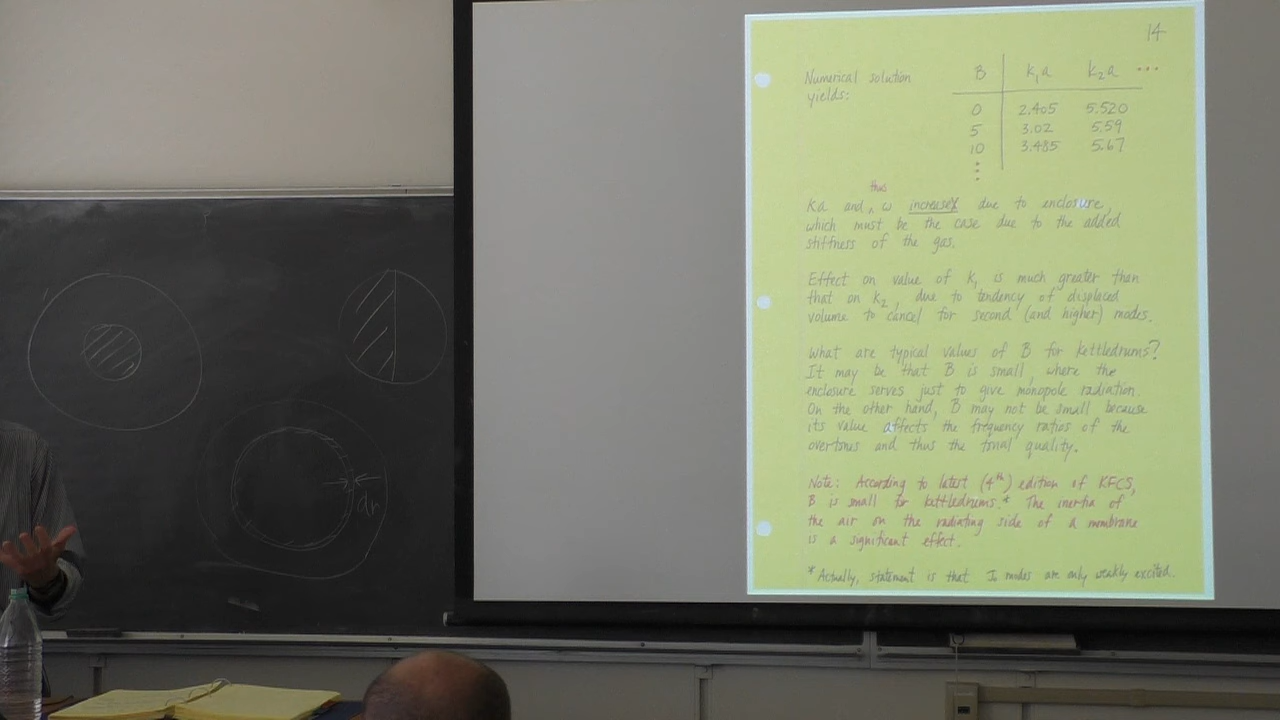 14
Numerical solution
yields:
B k₁a k₂a ...
0 2.405 5.520
5 3.02 5.59
10 3.485 5.67
thus
ka and ^ ω increases due to enclosure,
which must be the case due to the added
stiffness of the gas.
Effect on value of k₁ is much greater than
that on k₂, due to tendency of displaced
volume to cancel for second (and higher) modes.
What are typical values of B for kettledrums?
It may be that B is small, where the
enclosure serves just to give monopole radiation.
On the other hand, B may not be small because
its value affects the frequency ratios of the
overtones and thus the tonal quality.
Note: According to latest (4th) edition of KFCS,
B is small for kettledrums.* The inertia of
the air on the radiating side of a membrane
is a significant effect.
*Actually, statement is that J₀ modes are only weakly excited.
dr